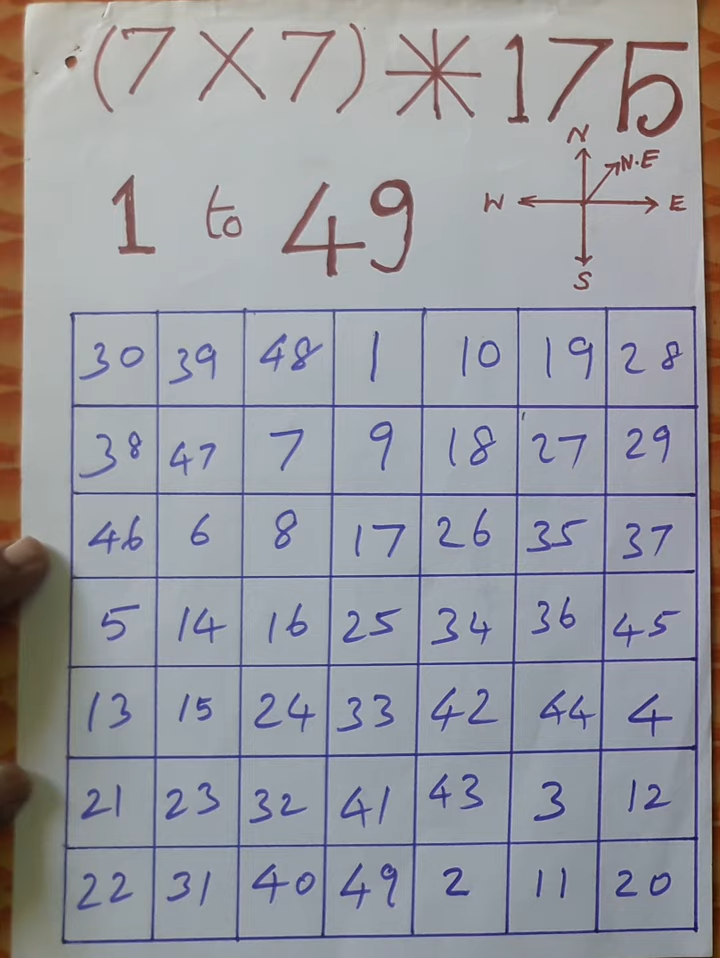 (7 X 7) * 175
1 to 49
N
N.E
W E
S
30 39 48 1 10 19 28
38 47 7 9 18 27 29
46 6 8 17 26 35 37
5 14 16 25 34 36 45
13 15 24 33 42 44 4
21 23 32 41 43 3 12
22 31 40 49 2 11 20